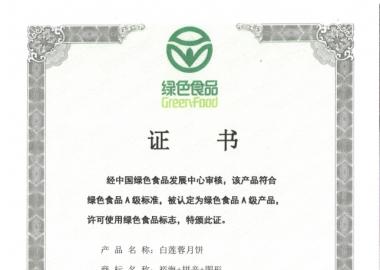 绿色食品
GreenFood
证 书
经中国绿色食品发展中心审核，该产品符合
绿色食品A级标准，被认定为绿色食品A级产品，
许可使用绿色食品标志，特颁此证。
产 品 名 称：白莲蓉月饼